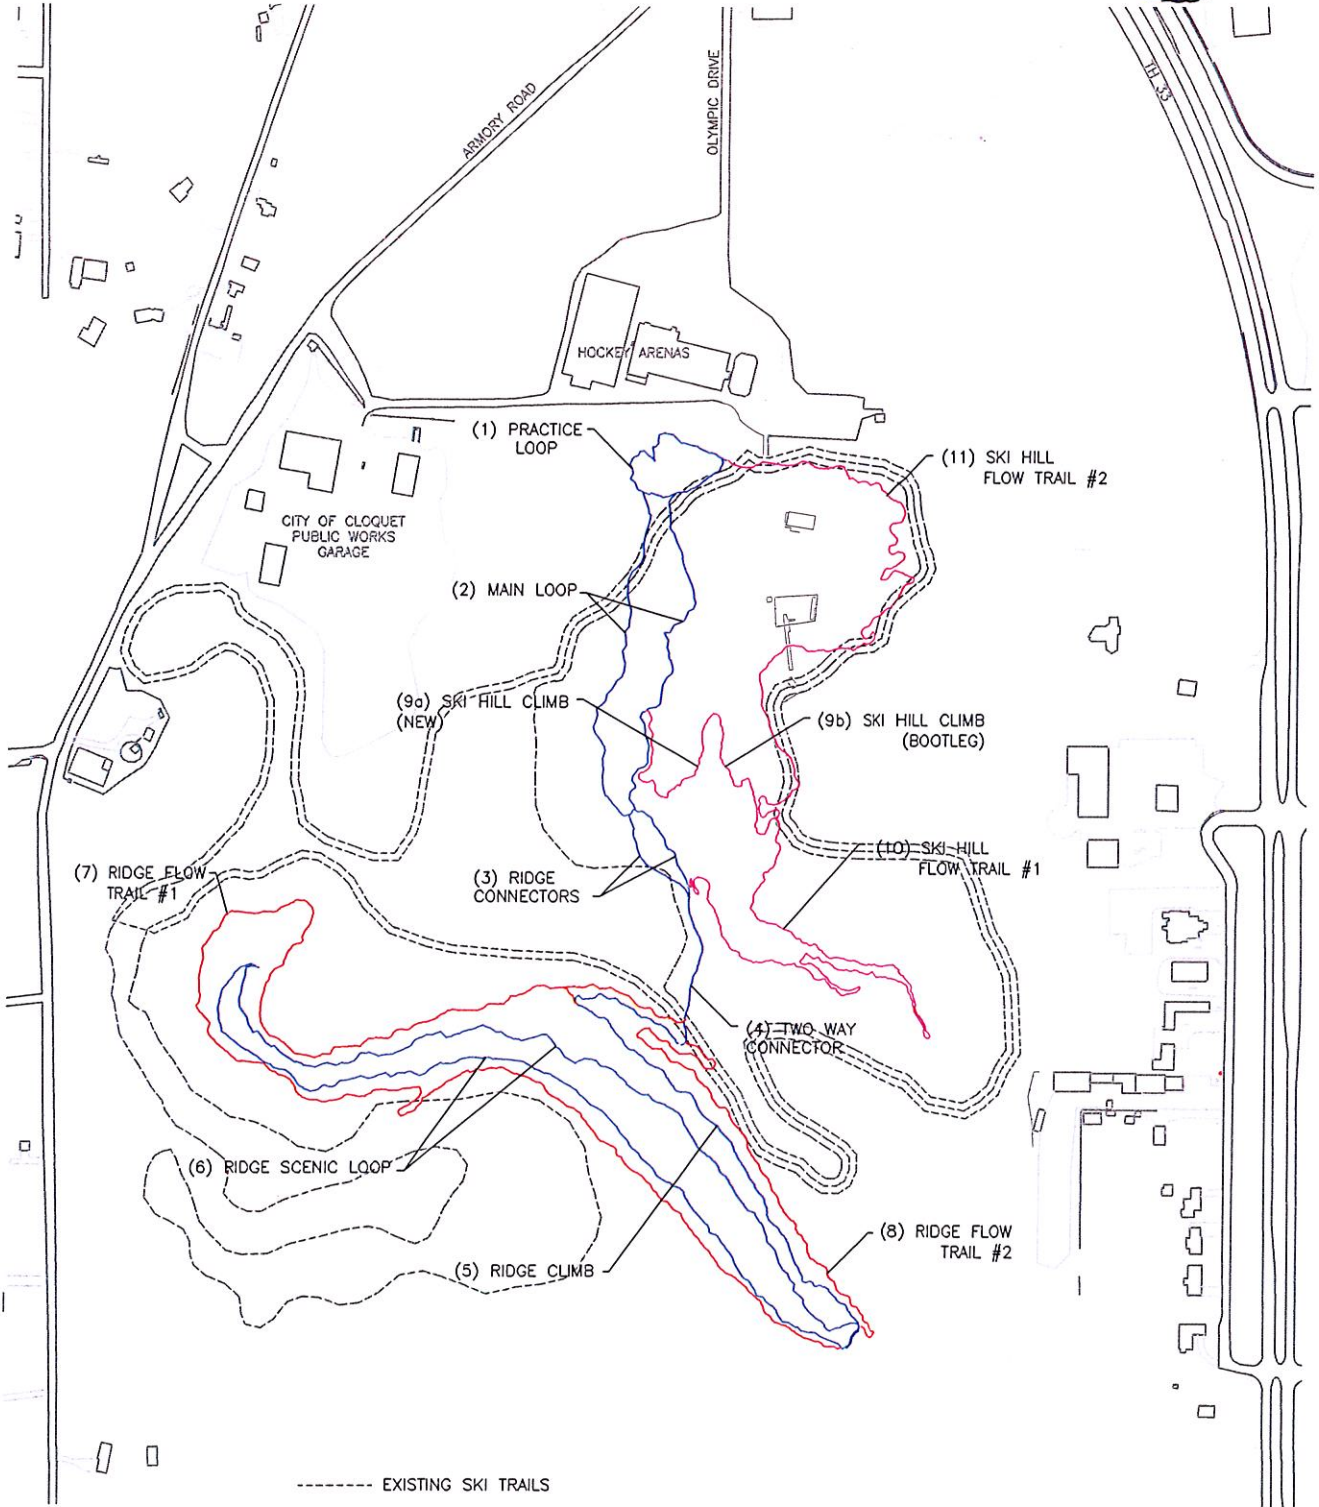 TH 33
OLYMPIC DRIVE
ARMORY ROAD
HOCKEY ARENAS
(1) PRACTICE
LOOP
(11) SKI HILL
FLOW TRAIL #2
CITY OF CLOQUET
PUBLIC WORKS
GARAGE
(2) MAIN LOOP
(9a) SKI HILL CLIMB
(NEW)
(9b) SKI HILL CLIMB
(BOOTLEG)
(10) SKI HILL
FLOW TRAIL #1
(7) RIDGE FLOW
TRAIL #1
(3) RIDGE
CONNECTORS
(4) TWO WAY
CONNECTOR
(6) RIDGE SCENIC LOOP
(8) RIDGE FLOW
TRAIL #2
(5) RIDGE CLIMB
EXISTING SKI TRAILS